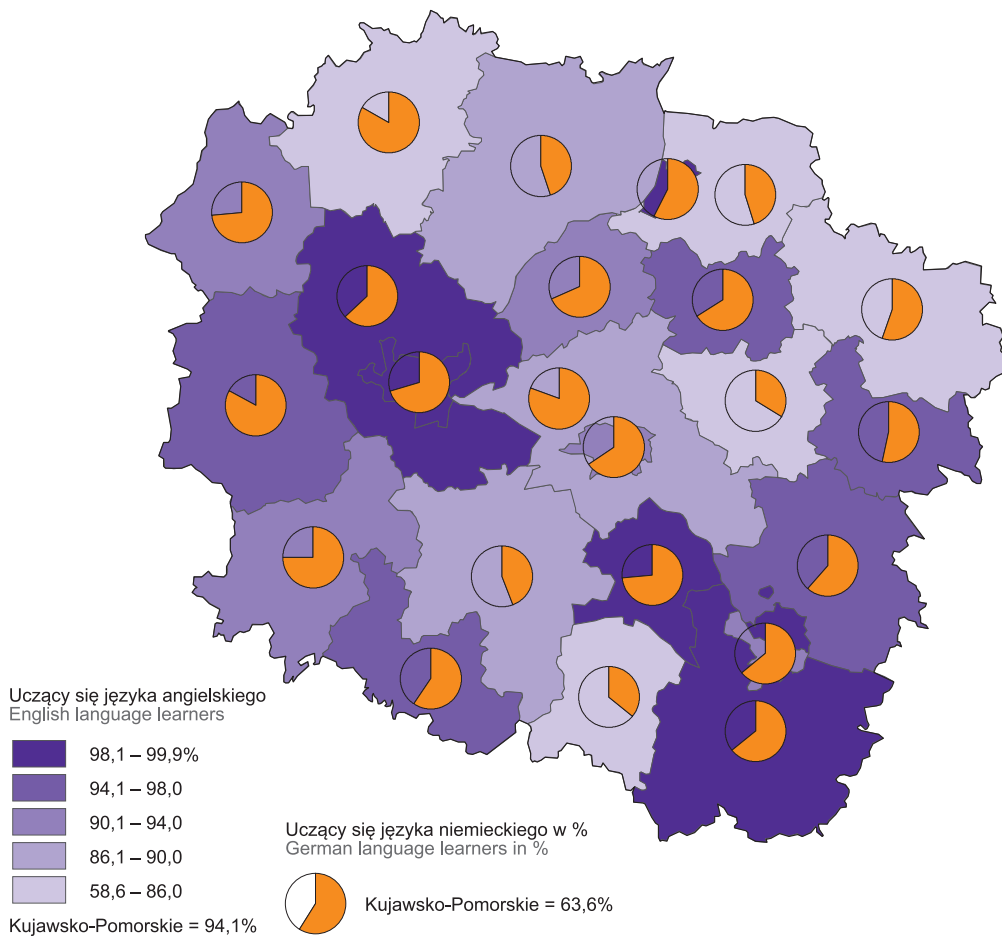 Uczący się języka angielskiego
English language learners
98,1 – 99,9%
94,1 – 98,0
90,1 – 94,0
86,1 – 90,0
58,6 – 86,0
Kujawsko-Pomorskie = 94,1%
Uczący się języka niemieckiego w %
German language learners in %
Kujawsko-Pomorskie = 63,6%